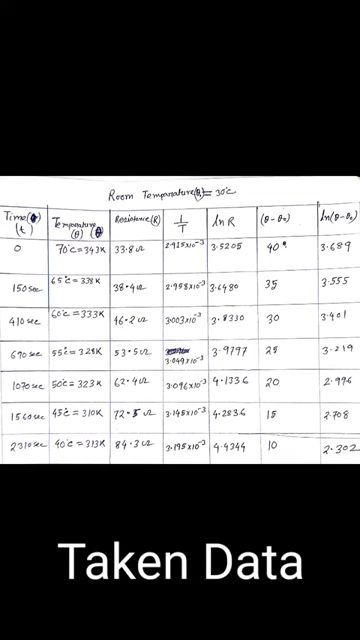 Room Temperature(θ₀) = 30°C
Time (t) Temperature (θ) Resistance(R) 1/T ln R (θ - θ₀) ln(θ - θ₀)
0 70°C = 343K 33.8 Ω 2.915×10⁻³ 3.5205 40° 3.689
150 sec 65°C = 338K 38.4 Ω 2.958×10⁻³ 3.6480 35 3.555
410 sec 60°C = 333K 46.2 Ω 3.003×10⁻³ 3.8330 30 3.401
690 sec 55°C = 328K 53.5 Ω 3.049×10⁻³ 3.9797 25 3.219
1070 sec 50°C = 323K 62.4 Ω 3.096×10⁻³ 4.1336 20 2.996
1560 sec 45°C = 310K 72.5 Ω 3.145×10⁻³ 4.2836 15 2.708
2310 sec 40°C = 313K 84.3 Ω 3.195×10⁻³ 4.4344 10 2.302
Taken Data